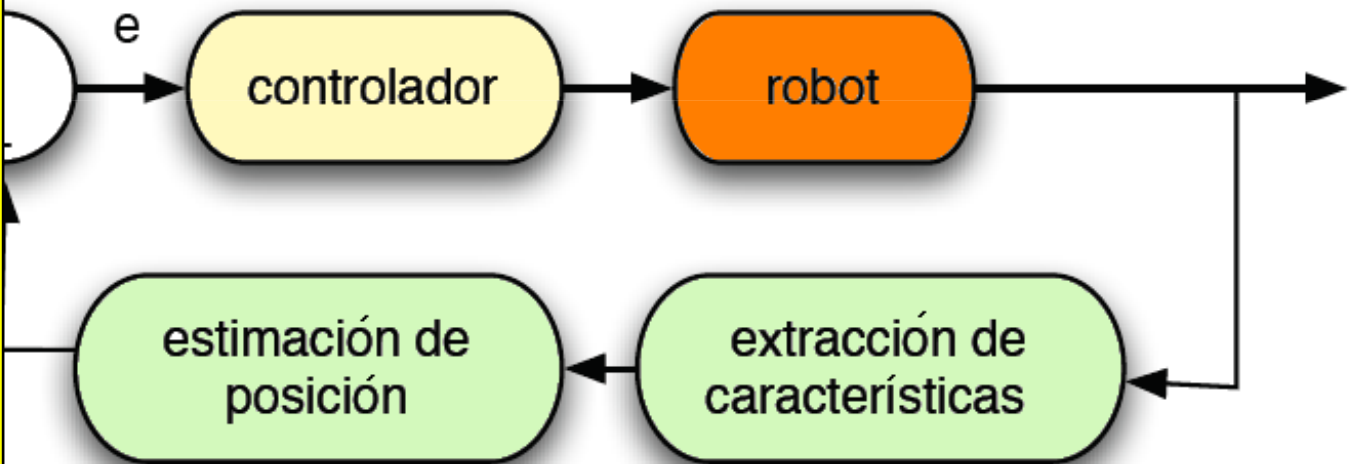 e
controlador
robot
-
estimación de
posición
extracción de
características